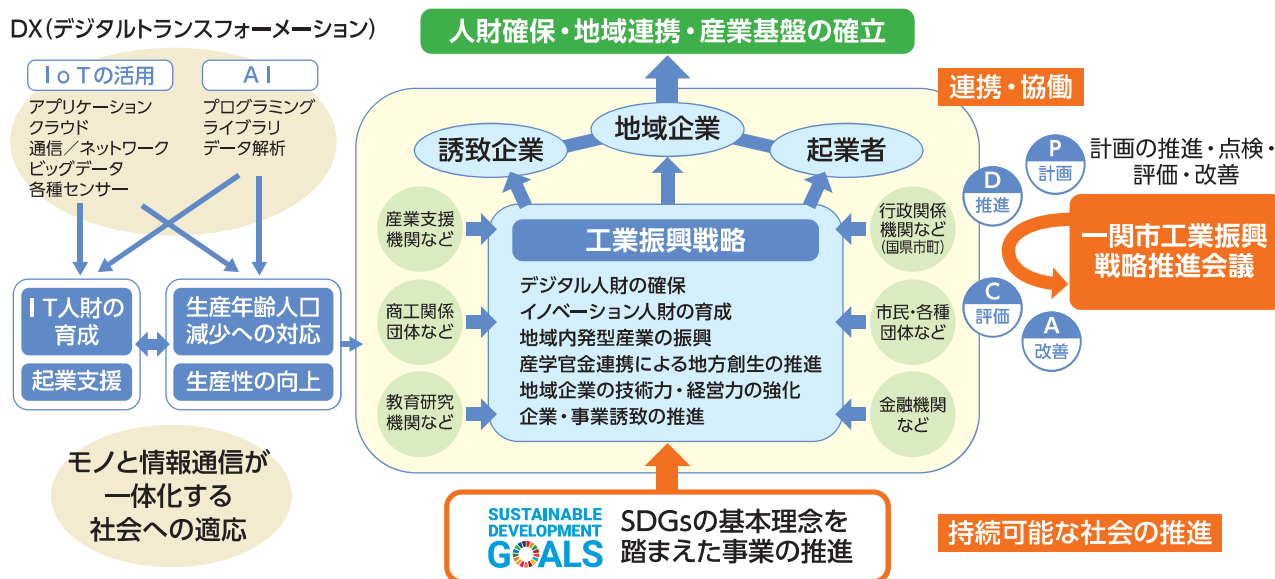 DX(デジタルトランスフォーメーション)
IoTの活用
アプリケーション
クラウド
通信／ネットワーク
ビッグデータ
各種センサー
AI
プログラミング
ライブラリ
データ解析
IT人財の
育成
起業支援
生産年齢人口
減少への対応
生産性の向上
モノと情報通信が
一体化する
社会への適応
人財確保・地域連携・産業基盤の確立
誘致企業
地域企業
起業者
産業支援
機関など
商工関係
団体など
教育研究
機関など
工業振興戦略
デジタル人財の確保
イノベーション人財の育成
地域内発型産業の振興
産学官金連携による地方創生の推進
地域企業の技術力・経営力の強化
企業・事業誘致の推進
行政関係
機関など
(国県市町)
市民・各種
団体など
金融機関
など
SUSTAINABLE
DEVELOPMENT
GOALS
SDGsの基本理念を
踏まえた事業の推進
連携・協働
P
計画
D
推進
C
評価
A
改善
計画の推進・点検・
評価・改善
一関市工業振興
戦略推進会議
持続可能な社会の推進